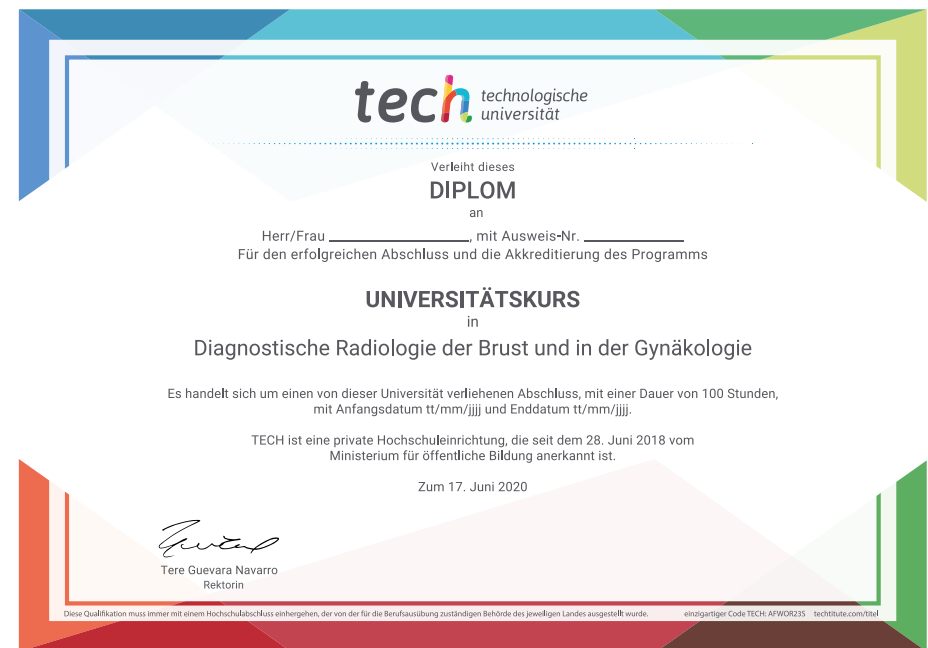 tech technologische
universität
Verleiht dieses
DIPLOM
an
Herr/Frau ____________, mit Ausweis-Nr. ____________
Für den erfolgreichen Abschluss und die Akkreditierung des Programms
UNIVERSITÄTSKURS
in
Diagnostische Radiologie der Brust und in der Gynäkologie
Es handelt sich um einen von dieser Universität verliehenen Abschluss, mit einer Dauer von 100 Stunden,
mit Anfangsdatum tt/mm/jjjj und Enddatum tt/mm/jjjj.
TECH ist eine private Hochschuleinrichtung, die seit dem 28. Juni 2018 vom
Ministerium für öffentliche Bildung anerkannt ist.
Zum 17. Juni 2020
Tere Guevara Navarro
Rektorin
Diese Qualifikation muss immer mit einem Hochschulabschluss einhergehen, der von der für die Berufsausübung zuständigen Behörde des jeweiligen Landes ausgestellt wurde. einzigartiger Code TECH: AFWOR23S techtitute.com/titel